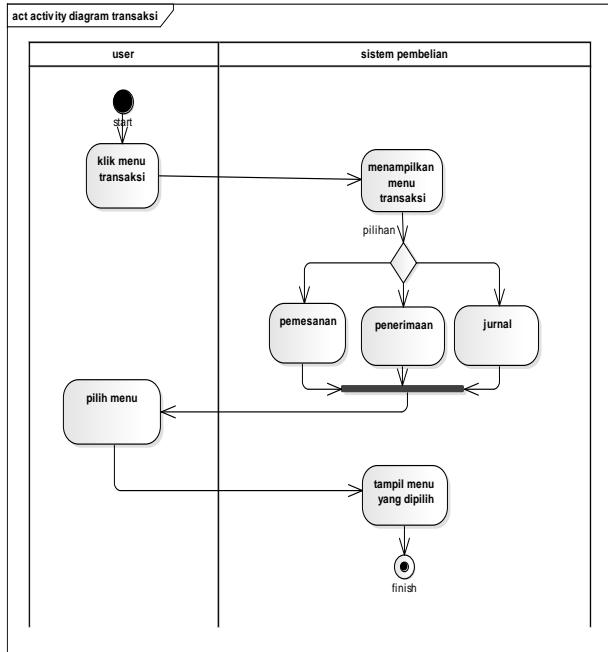 act activity diagram transaksi
user
sistem pembelian
start
klik menu
transaksi
menampilkan
menu
transaksi
pilihan
pemesanan
penerimaan
jurnal
pilih menu
tampil menu
yang dipilih
finish